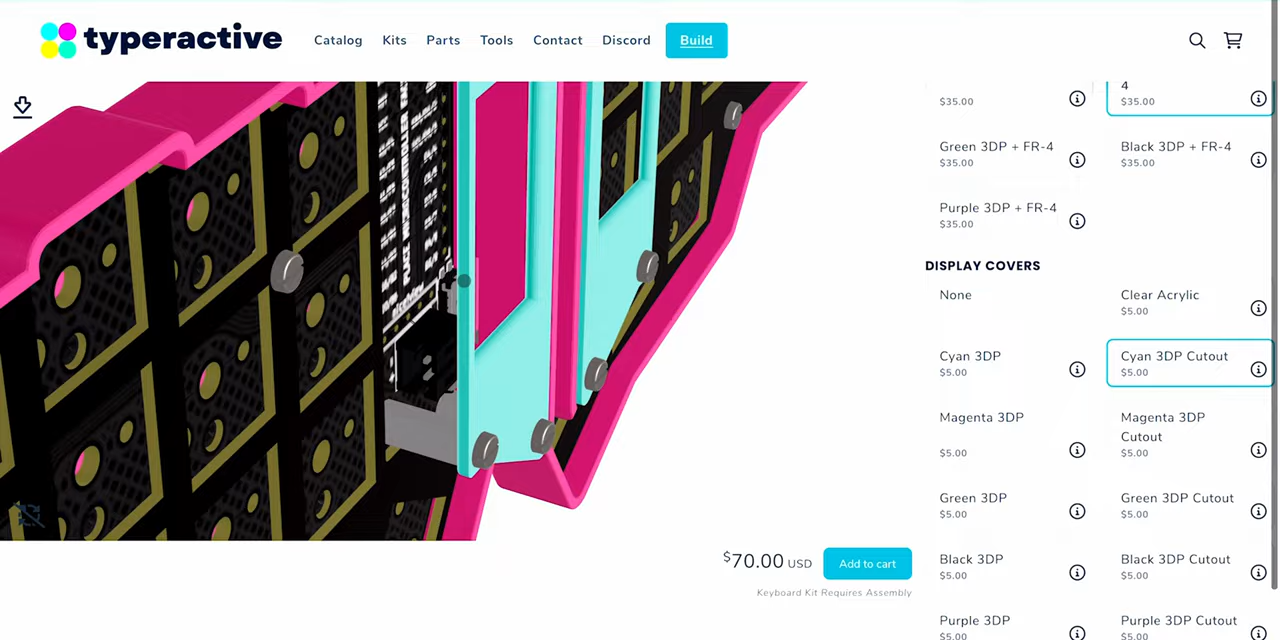 typeractive
Catalog
Kits
Parts
Tools
Contact
Discord
Build
4
$35.00
$35.00
Green 3DP + FR-4
$35.00
Black 3DP + FR-4
$35.00
Purple 3DP + FR-4
$35.00
DISPLAY COVERS
None
Clear Acrylic
$5.00
Cyan 3DP
$5.00
Cyan 3DP Cutout
$5.00
Magenta 3DP
$5.00
Magenta 3DP
Cutout
$5.00
Green 3DP
$5.00
Green 3DP Cutout
$5.00
Black 3DP
$5.00
Black 3DP Cutout
$5.00
Purple 3DP
Purple 3DP Cutout
$70.00 USD
Add to cart
Keyboard Kit Requires Assembly